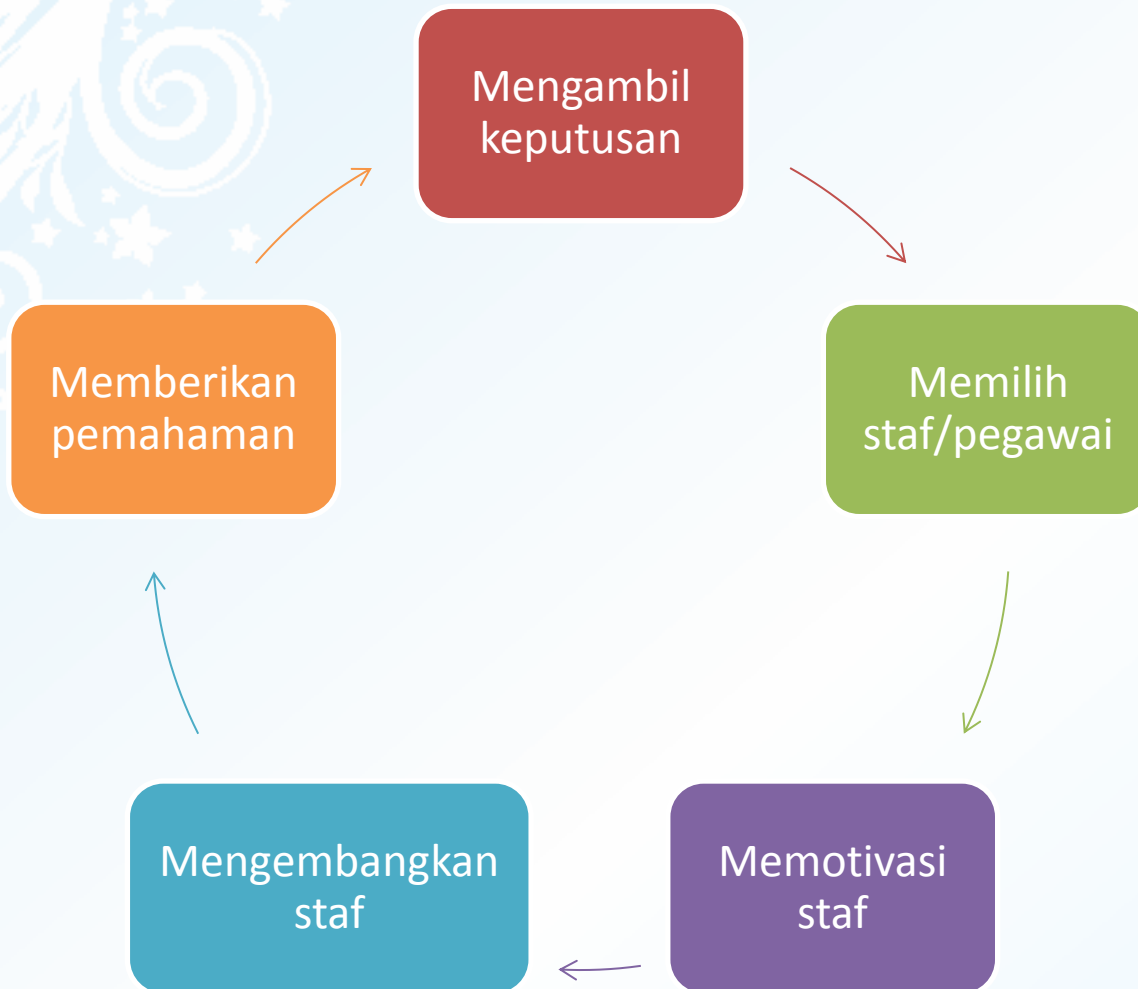 Mengambil
keputusan
Memilih
staf/pegawai
Memotivasi
staf
Mengembangkan
staf
Memberikan
pemahaman